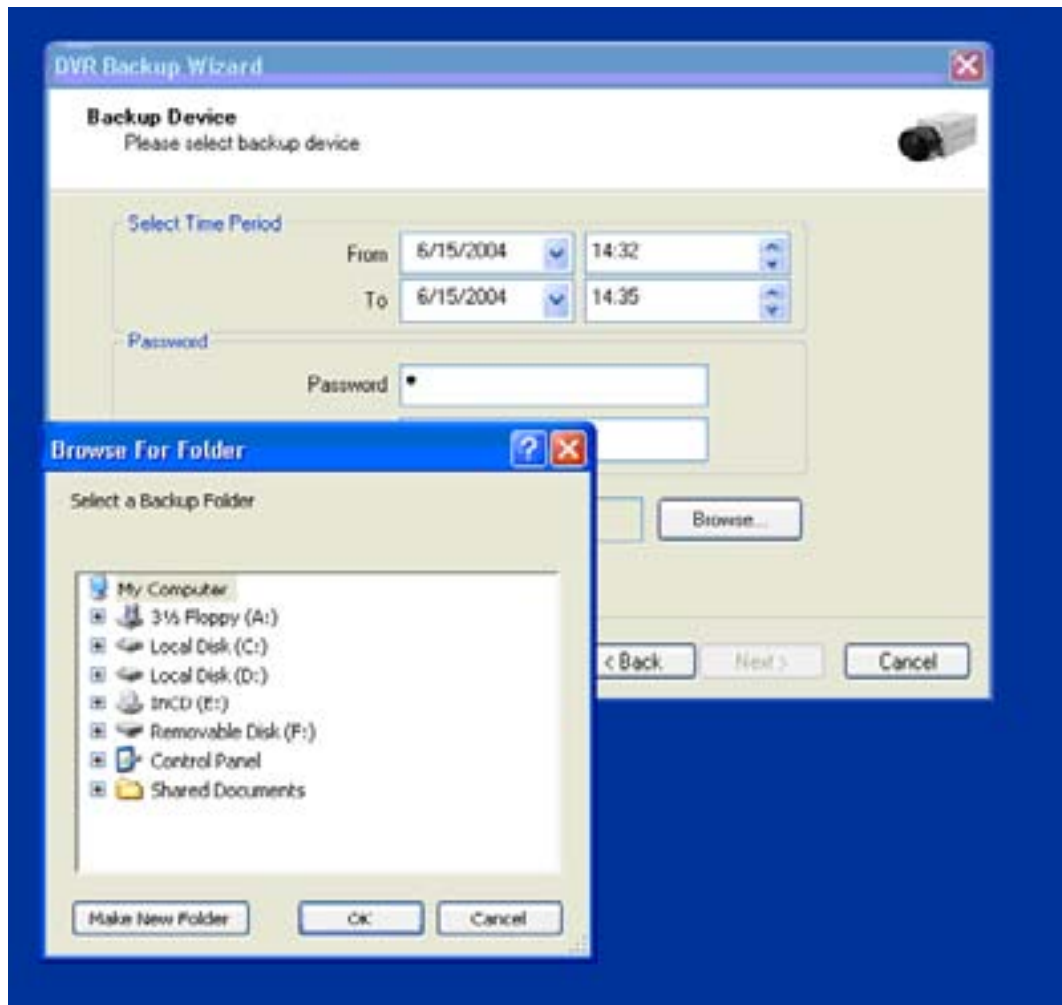 DVR Backup Wizard
Backup Device
Please select backup device
Select Time Period
From 6/15/2004 14:32
To 6/15/2004 14:35
Password
Password •
Browse For Folder
Select a Backup Folder
Browse...
My Computer
3½ Floppy (A:)
Local Disk (C:)
Local Disk (D:)
InCD (E:)
Removable Disk (F:)
Control Panel
Shared Documents
< Back Next > Cancel
Make New Folder OK Cancel